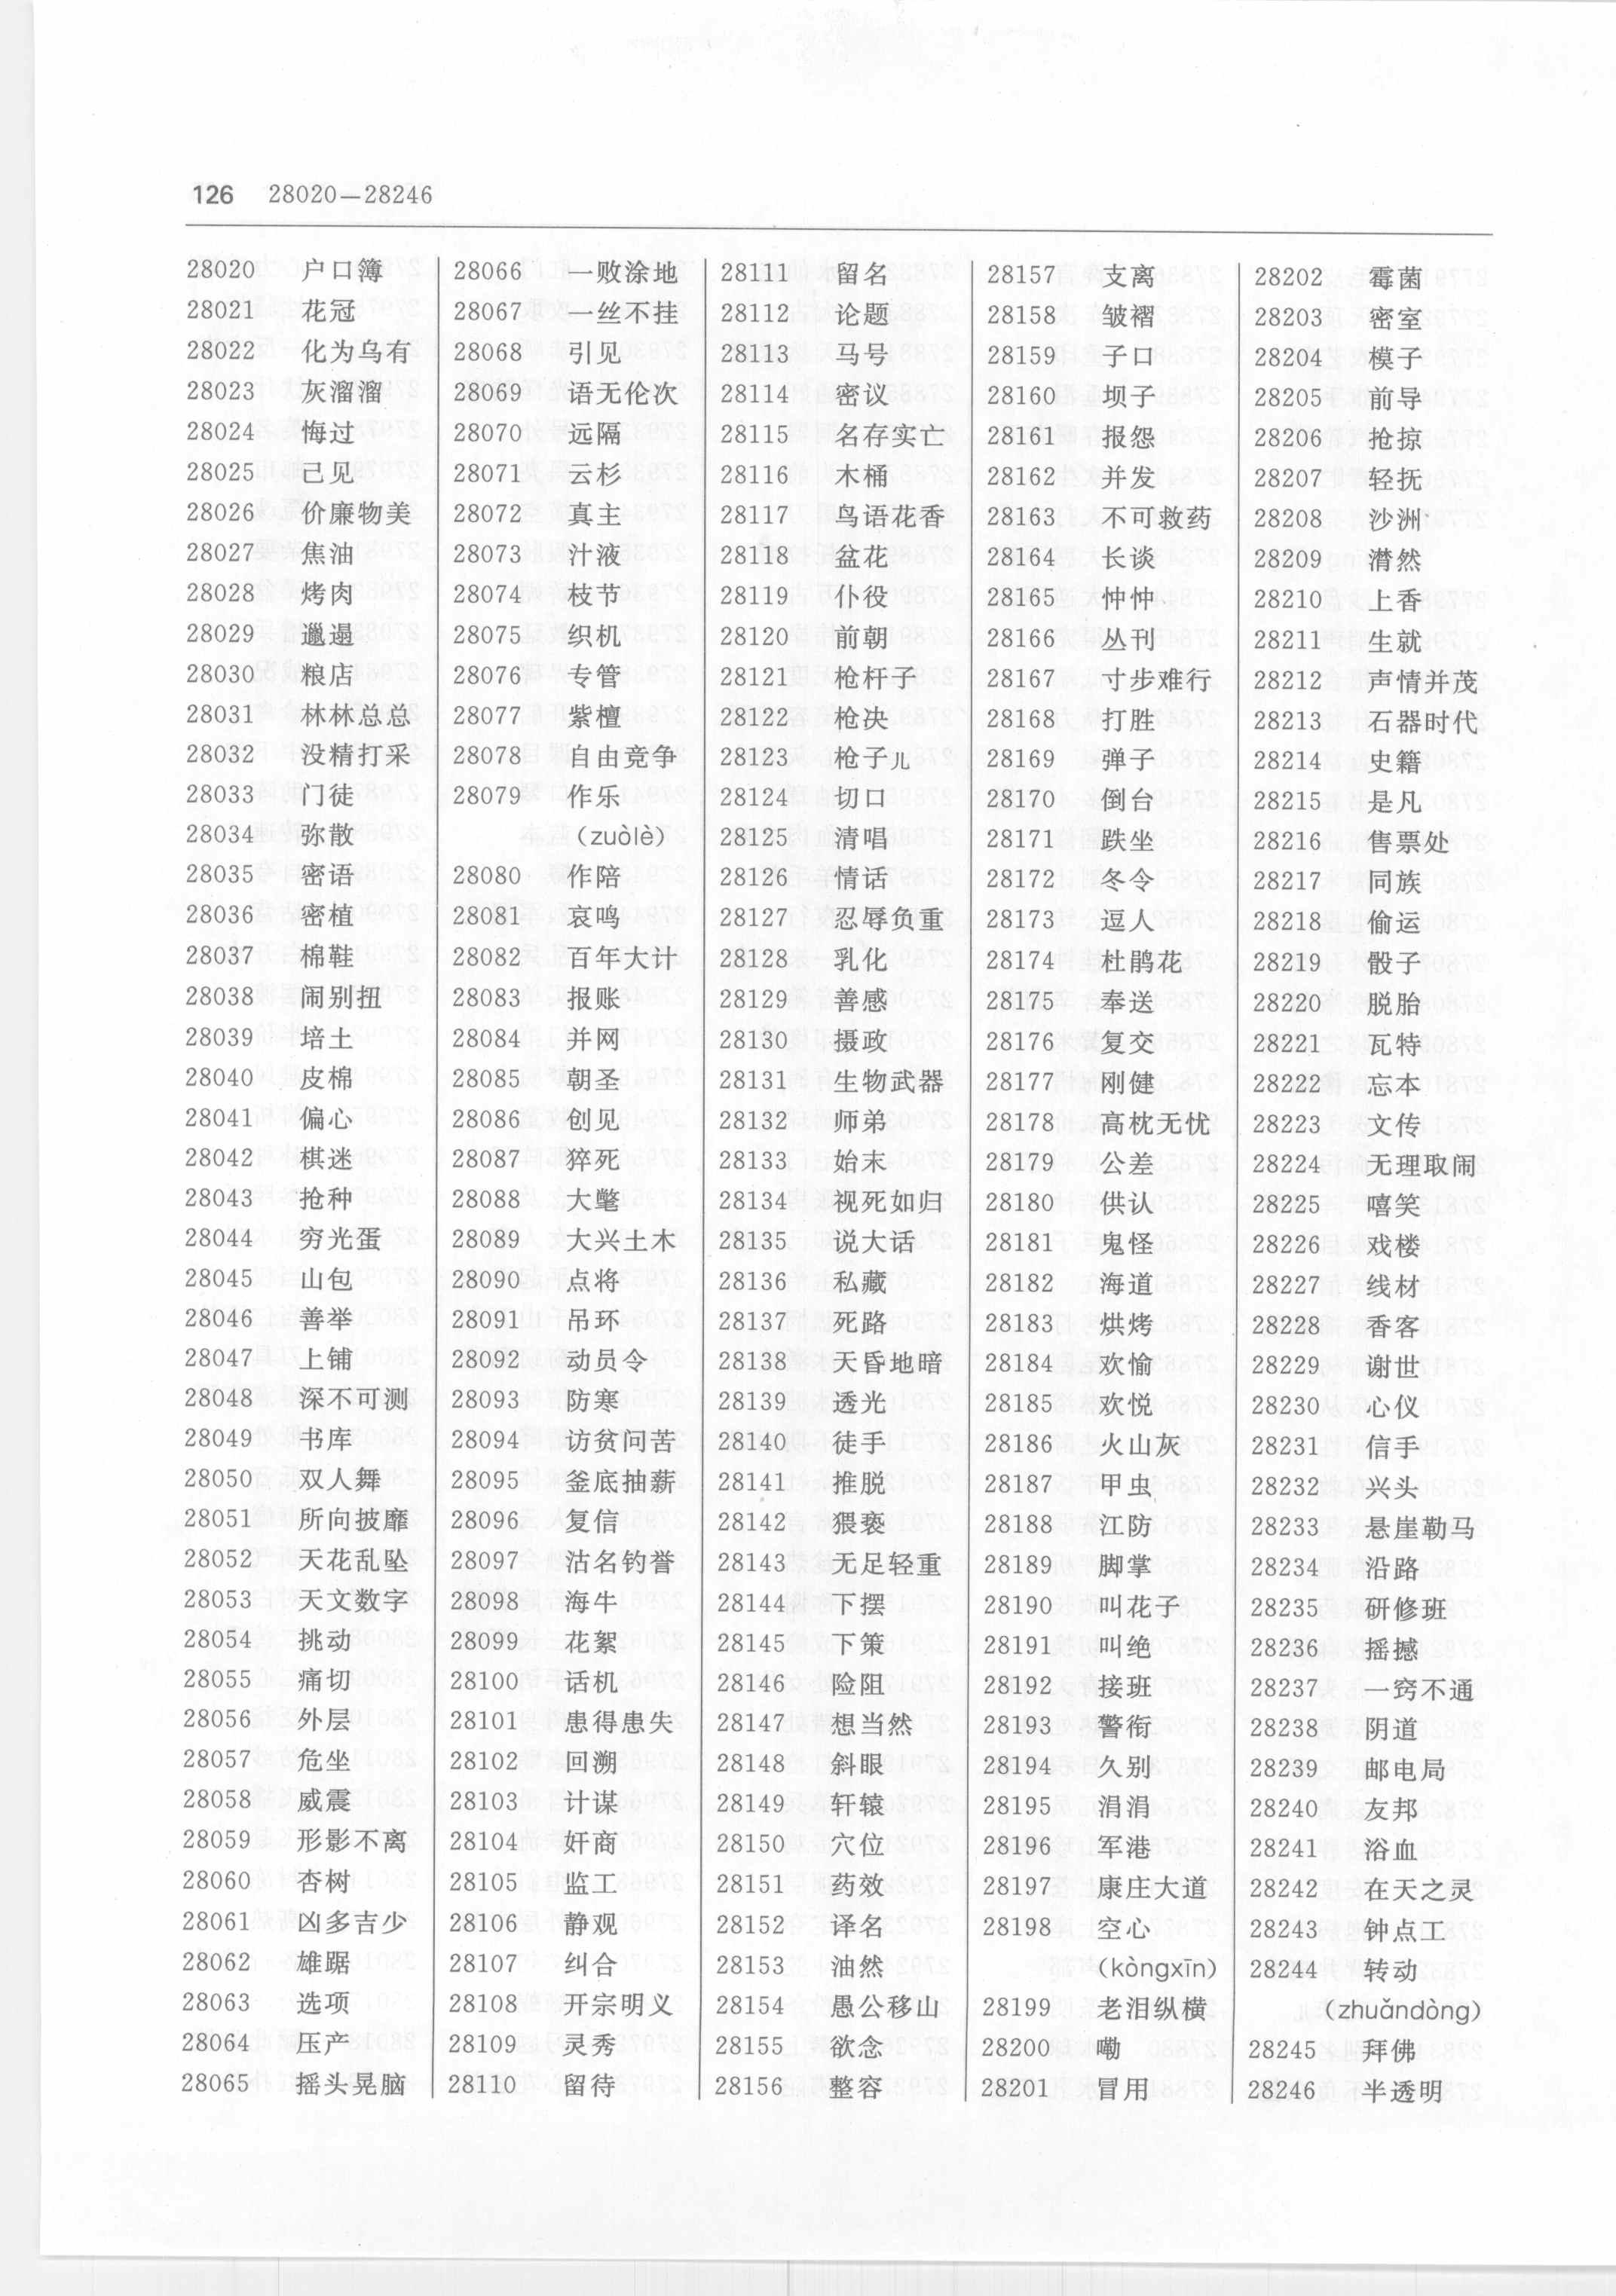 126 28020—28246
28020 户口簿
28021 花冠
28022 化为乌有
28023 灰溜溜
28024 悔过
28025 已见
28026 价廉物美
28027 焦油
28028 烤肉
28029 邋遢
28030 粮店
28031 林林总总
28032 没精打采
28033 门徒
28034 弥散
28035 密语
28036 密植
28037 棉鞋
28038 闹别扭
28039 培土
28040 皮棉
28041 偏心
28042 棋迷
28043 抢种
28044 穷光蛋
28045 山包
28046 善举
28047 上铺
28048 深不可测
28049 书库
28050 双人舞
28051 所向披靡
28052 天花乱坠
28053 天文数字
28054 挑动
28055 痛切
28056 外层
28057 危坐
28058 威震
28059 形影不离
28060 杏树
28061 凶多吉少
28062 雄踞
28063 选项
28064 压产
28065 摇头晃脑
28066 一败涂地
28067 一丝不挂
28068 引见
28069 语无伦次
28070 远隔
28071 云杉
28072 真主
28073 汁液
28074 枝节
28075 织机
28076 专管
28077 紫檀
28078 自由竞争
28079 作乐
(zuòlè)
28080 作陪
28081 哀鸣
28082 百年大计
28083 报账
28084 并网
28085 朝圣
28086 创见
28087 猝死
28088 大氅
28089 大兴土木
28090 点将
28091 吊环
28092 动员令
28093 防寒
28094 访贫问苦
28095 釜底抽薪
28096 复信
28097 沽名钓誉
28098 海牛
28099 花絮
28100 话机
28101 患得患失
28102 回溯
28103 计谋
28104 奸商
28105 监工
28106 静观
28107 纠合
28108 开宗明义
28109 灵秀
28110 留待
28111 留名
28112 论题
28113 马号
28114 密议
28115 名存实亡
28116 木桶
28117 鸟语花香
28118 盆花
28119 仆役
28120 前朝
28121 枪杆子
28122 枪决
28123 枪子儿
28124 切口
28125 清唱
28126 情话
28127 忍辱负重
28128 乳化
28129 善感
28130 摄政
28131 生物武器
28132 师弟
28133 始末
28134 视死如归
28135 说大话
28136 私藏
28137 死路
28138 天昏地暗
28139 透光
28140 徒手
28141 推脱
28142 猥亵
28143 无足轻重
28144 下摆
28145 下策
28146 险阻
28147 想当然
28148 斜眼
28149 轩辕
28150 穴位
28151 药效
28152 译名
28153 油然
28154 愚公移山
28155 欲念
28156 整容
28157 支离
28158 皱褶
28159 子口
28160 坝子
28161 报怨
28162 并发
28163 不可救药
28164 长谈
28165 忡忡
28166 丛刊
28167 寸步难行
28168 打胜
28169 弹子
28170 倒台
28171 跌坐
28172 冬令
28173 逗人
28174 杜鹃花
28175 奉送
28176 复交
28177 刚健
28178 高枕无忧
28179 公差
28180 供认
28181 鬼怪
28182 海道
28183 烘烤
28184 欢愉
28185 欢悦
28186 火山灰
28187 甲虫
28188 江防
28189 脚掌
28190 叫花子
28191 叫绝
28192 接班
28193 警衔
28194 久别
28195 涓涓
28196 军港
28197 康庄大道
28198 空心
(kòngxīn)
28199 老泪纵横
28200 嘞
28201 冒用
28202 霉菌
28203 密室
28204 模子
28205 前导
28206 抢掠
28207 轻抚
28208 沙洲
28209 潸然
28210 上香
28211 生就
28212 声情并茂
28213 石器时代
28214 史籍
28215 是凡
28216 售票处
28217 同族
28218 偷运
28219 骰子
28220 脱胎
28221 瓦特
28222 忘本
28223 文传
28224 无理取闹
28225 嘻笑
28226 戏楼
28227 线材
28228 香客
28229 谢世
28230 心仪
28231 信手
28232 兴头
28233 悬崖勒马
28234 沿路
28235 研修班
28236 摇撼
28237 一窍不通
28238 阴道
28239 邮电局
28240 友邦
28241 浴血
28242 在天之灵
28243 钟点工
28244 转动
(zhuǎndòng)
28245 拜佛
28246 半透明